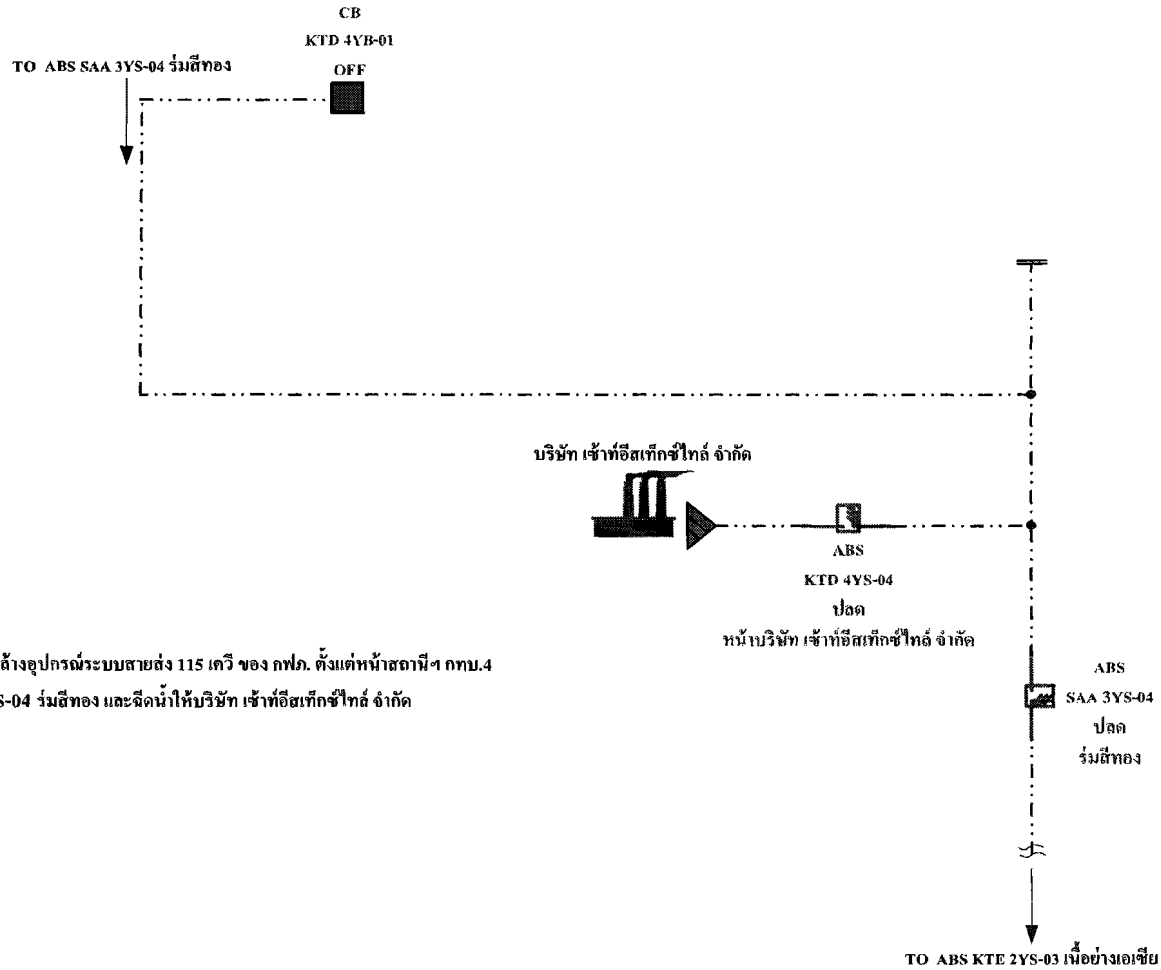 CB
KTD 4YB-01
TO ABS SAA 3YS-04 ร่มสีทอง
OFF
บริษัท เซ้าท์อีสเท็กซ์ไทล์ จำกัด
ABS
KTD 4YS-04
ปลด
หน้าบริษัท เซ้าท์อีสเท็กซ์ไทล์ จำกัด
ล้างอุปกรณ์ระบบสายส่ง 115 เควี ของ กฟภ. ตั้งแต่หน้าสถานีฯ กทบ.4
S-04 ร่มสีทอง และฉีดน้ำให้บริษัท เซ้าท์อีสเท็กซ์ไทล์ จำกัด
ABS
SAA 3YS-04
ปลด
ร่มสีทอง
TO ABS KTE 2YS-03 เนื้อย่างเอเซีย